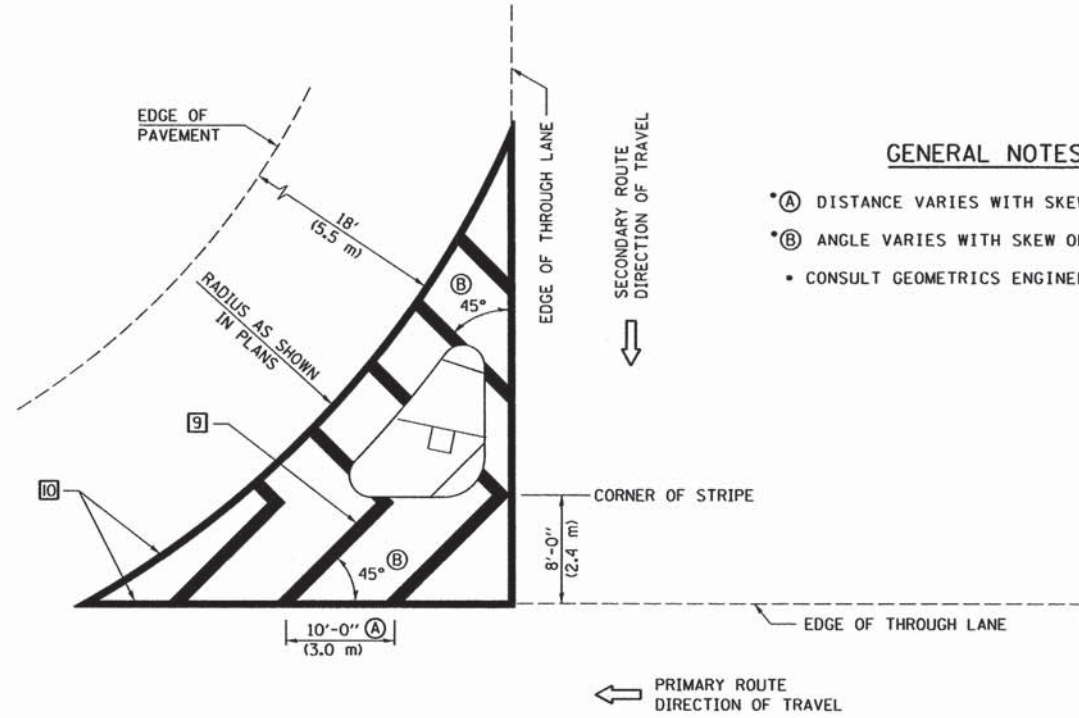 EDGE OF
PAVEMENT
18'
(5.5 m)
RADIUS AS SHOWN
IN PLANS
EDGE OF THROUGH LANE
SECONDARY ROUTE
DIRECTION OF TRAVEL
GENERAL NOTES
*Ⓐ DISTANCE VARIES WITH SKEW
*Ⓑ ANGLE VARIES WITH SKEW
• CONSULT GEOMETRICS
Ⓑ
45°
9
10
CORNER OF STRIPE
8'-0"
(2.4 m)
45° Ⓑ
10'-0" Ⓐ
(3.0 m)
EDGE OF THROUGH LANE
PRIMARY ROUTE
DIRECTION OF TRAVEL